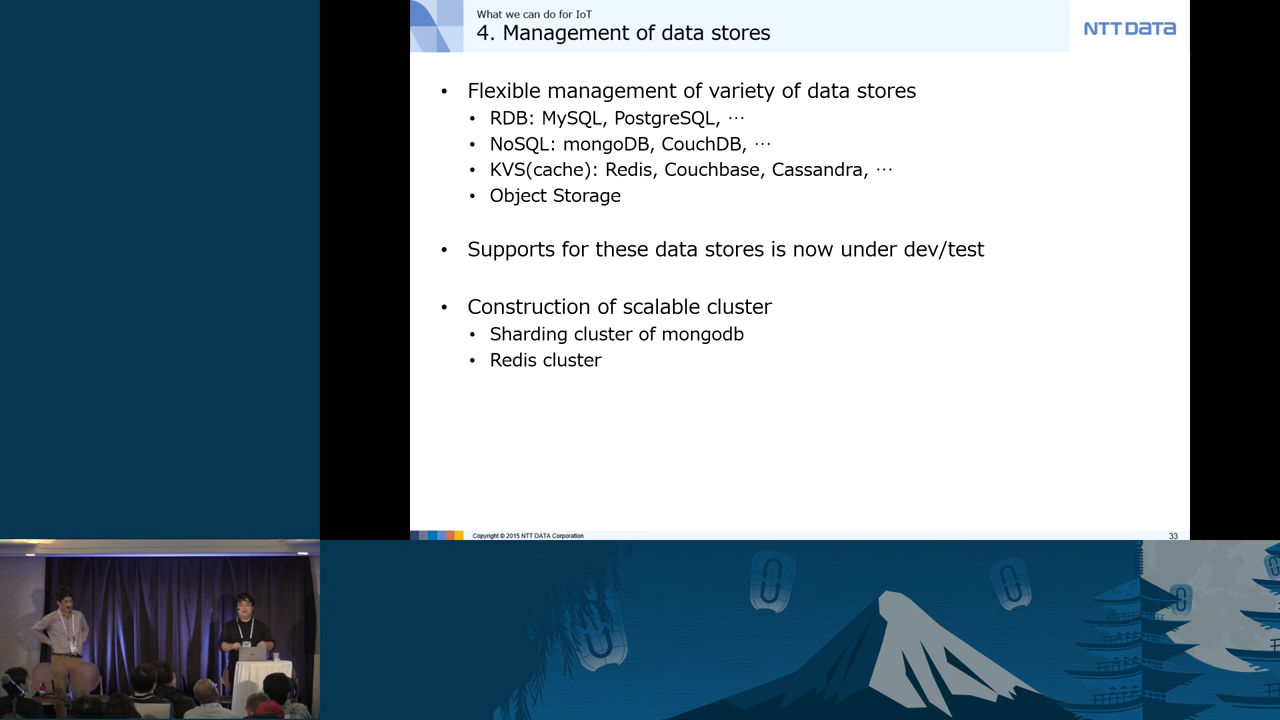 What we can do for IoT
4. Management of data stores
NTT DATA
• Flexible management of variety of data stores
• RDB: MySQL, PostgreSQL, ⋯
• NoSQL: mongoDB, CouchDB, ⋯
• KVS(cache): Redis, Couchbase, Cassandra, ⋯
• Object Storage
• Supports for these data stores is now under dev/test
• Construction of scalable cluster
• Sharding cluster of mongodb
• Redis cluster
Copyright © 2015 NTT DATA Corporation
33